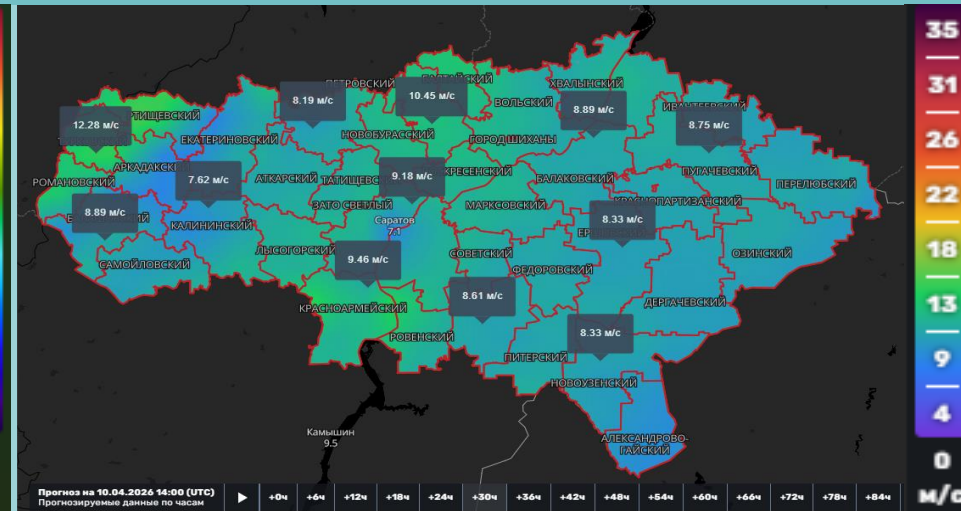 35
31
26
22
18
13
9
4
0
м/с
ПЕТРОВСКИЙ
ХВАЛЫНСКИЙ
8.19 м/с
10.45 м/с
ВОЛЬСКИЙ
8.89 м/с
12.28 м/с
8.75 м/с
НОВОБУРАССКИЙ
ГОРОД ШИХАНЫ
ЕКАТЕРИНОВСКИЙ
7.62 м/с
АТКАРСКИЙ
9.18 м/с
БАЛАКОВСКИЙ
ПУГАЧЕВСКИЙ
ПЕРЕЛЮБСКИЙ
РОМАНОВСКИЙ
8.89 м/с
ЗАТО СВЕТЛЫЙ
МАРКСОВСКИЙ
КАЛИНИНСКИЙ
Саратов
7.1
8.33 м/с
САМОЙЛОВСКИЙ
ЛЫСОГОРСКИЙ
9.46 м/с
СОВЕТСКИЙ
ФЕДОРОВСКИЙ
ОЗИНСКИЙ
8.61 м/с
КРАСНОАРМЕЙСКИЙ
ДЕРГАЧЕВСКИЙ
РОВЕНСКИЙ
8.33 м/с
ПИТЕРСКИЙ
НОВОУЗЕНСКИЙ
Камышин
9.5
АЛЕКСАНДРОВО-
ГАЙСКИЙ
Прогноз на 10.04.2026 14:00 (UTC)
Прогнозируемые данные по часам
+0ч +6ч +12ч +18ч +24ч +30ч +36ч +42ч +48ч +54ч +60ч +66ч +72ч +78ч +84ч